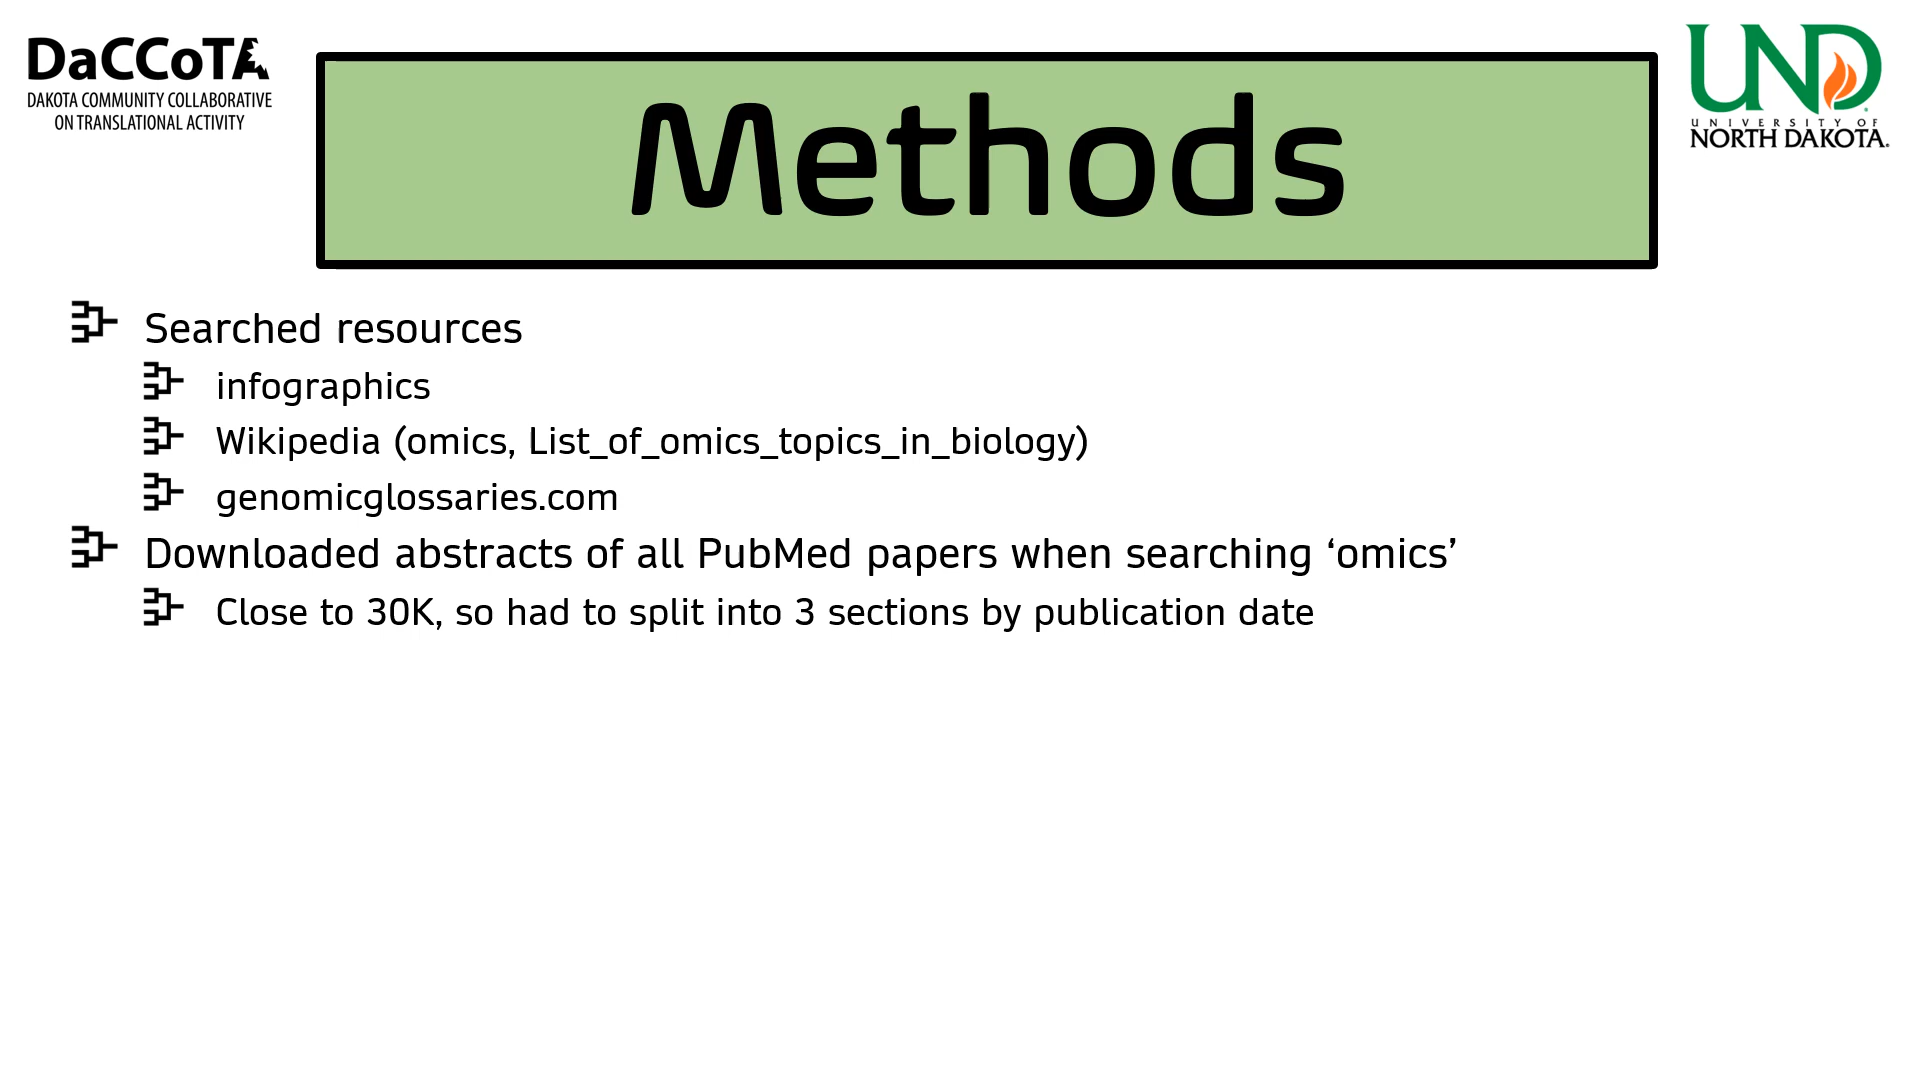 DaCCoTA
DAKOTA COMMUNITY COLLABORATIVE
ON TRANSLATIONAL ACTIVITY
Methods
UND
UNIVERSITY OF
NORTH DAKOTA.
Searched resources
infographics
Wikipedia (omics, List_of_omics_topics_in_biology)
genomicglossaries.com
Downloaded abstracts of all PubMed papers when searching ‘omics’
Close to 30K, so had to split into 3 sections by publication date